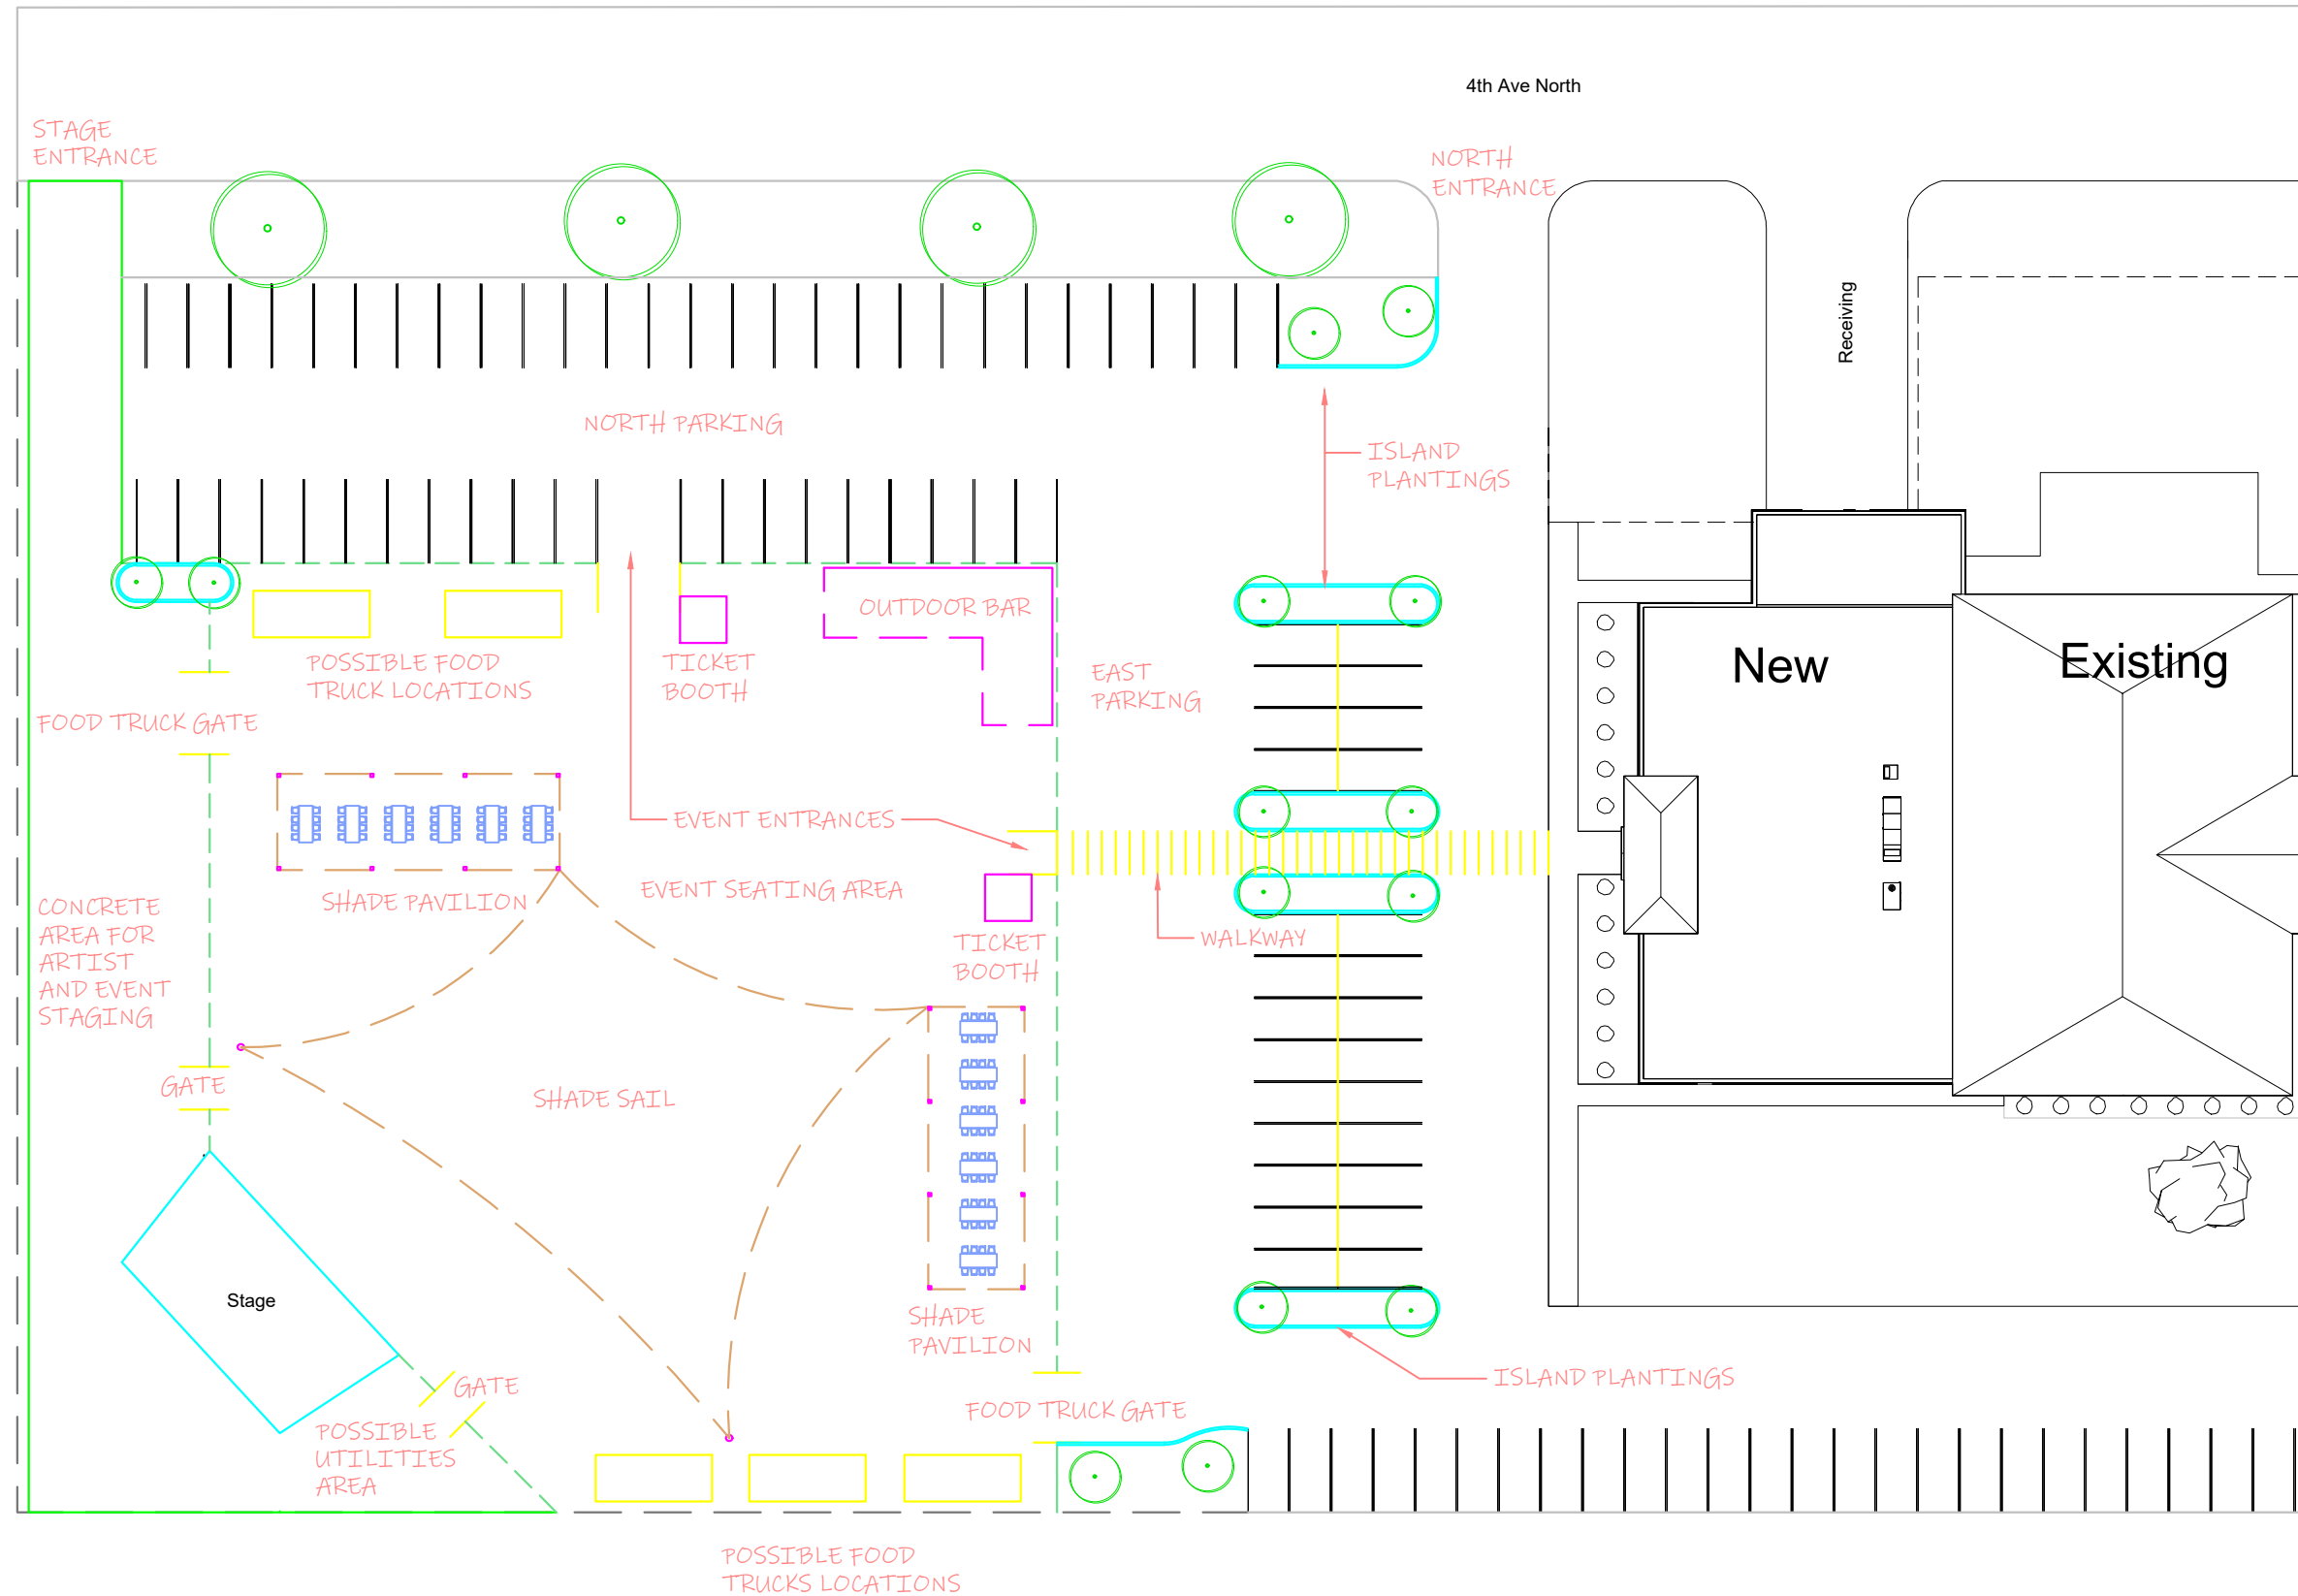 4th Ave North
STAGE
ENTRANCE
NORTH
ENTRANCE
Receiving
NORTH PARKING
ISLAND
PLANTINGS
OUTDOOR BAR
POSSIBLE FOOD
TRUCK LOCATIONS
TICKET
BOOTH
EAST
PARKING
New
Existing
FOOD TRUCK GATE
EVENT ENTRANCES
SHADE PAVILION
EVENT SEATING AREA
CONCRETE
AREA FOR
ARTIST
AND EVENT
STAGING
TICKET
BOOTH
WALKWAY
GATE
SHADE SAIL
Stage
SHADE
PAVILION
GATE
ISLAND PLANTINGS
FOOD TRUCK GATE
POSSIBLE
UTILITIES
AREA
POSSIBLE FOOD
TRUCKS LOCATIONS